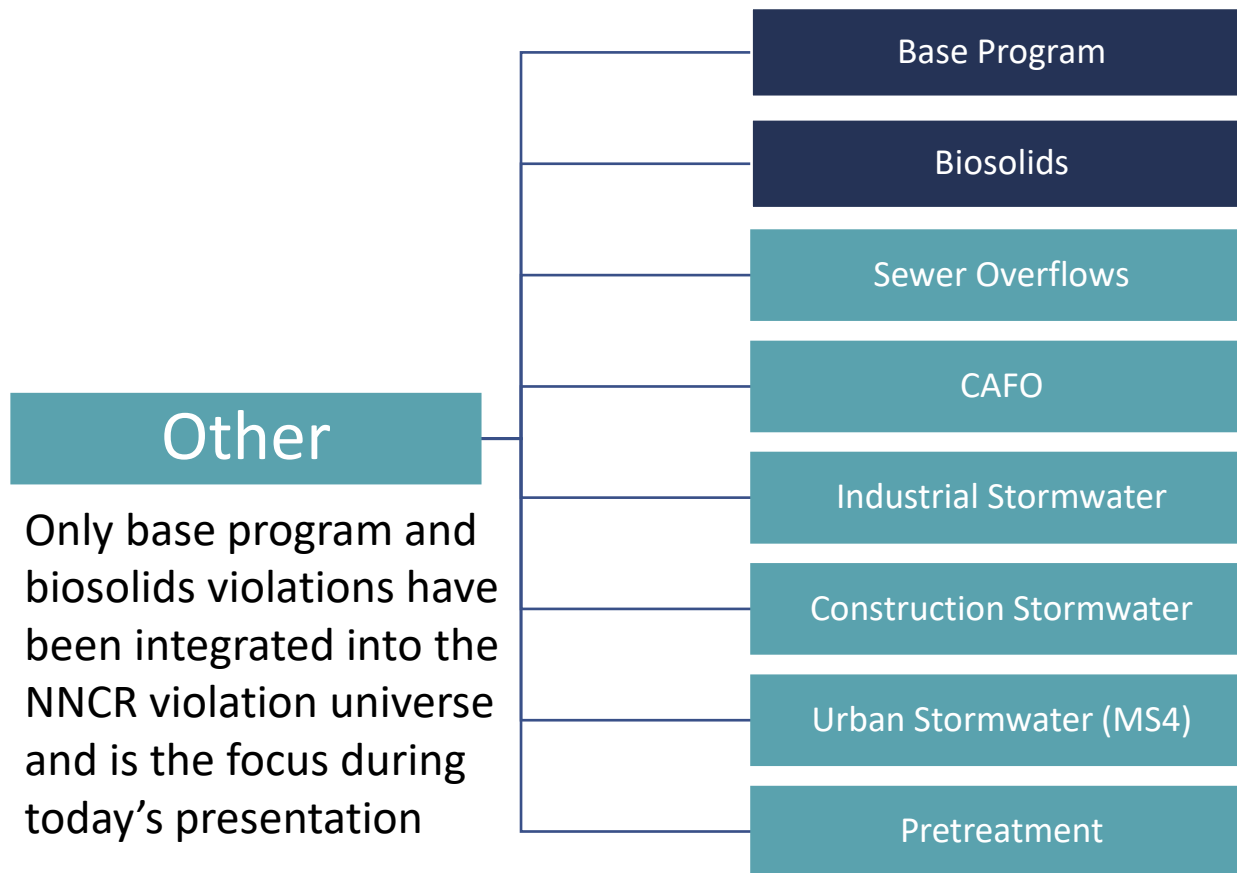 Other
Only base program and
biosolids violations have
been integrated into the
NNCR violation universe
and is the focus during
today’s presentation
Base Program
Biosolids
Sewer Overflows
CAFO
Industrial Stormwater
Construction Stormwater
Urban Stormwater (MS4)
Pretreatment